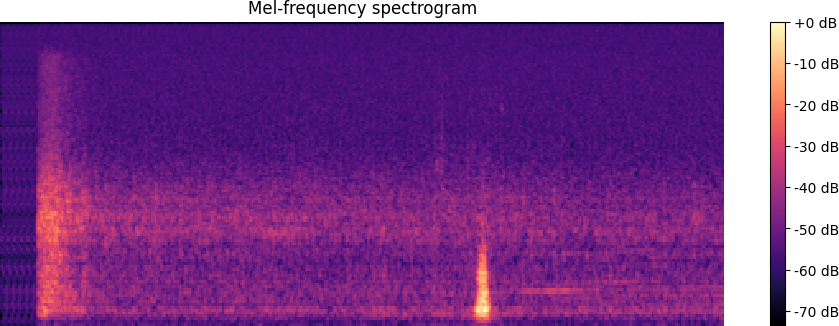 Mel-frequency spectrogram
+0 dB
-10 dB
-20 dB
-30 dB
-40 dB
-50 dB
-60 dB
-70 dB